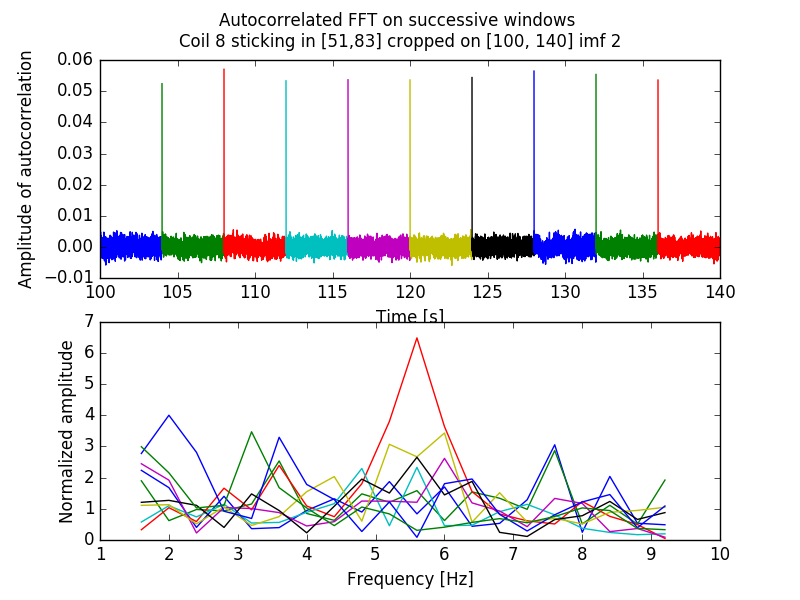 Autocorrelated FFT on successive windows
Coil 8 sticking in [51,83] cropped on [100, 140] imf 2
Amplitude of autocorrelation
0.06
0.05
0.04
0.03
0.02
0.01
0.00
−0.01
100 105 110 115 120 125 130 135 140
Time [s]
Normalized amplitude
7
6
5
4
3
2
1
0
1 2 3 4 5 6 7 8 9 10
Frequency [Hz]